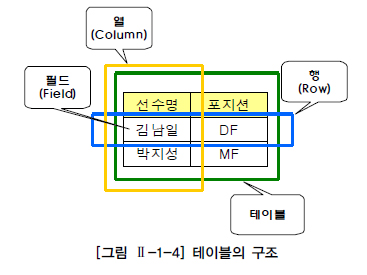 열
(Column)
필드
(Field)
행
(Row)
선수명 포지션
김남일 DF
박지성 MF
테이블
[그림 Ⅱ-1-4] 테이블의 구조